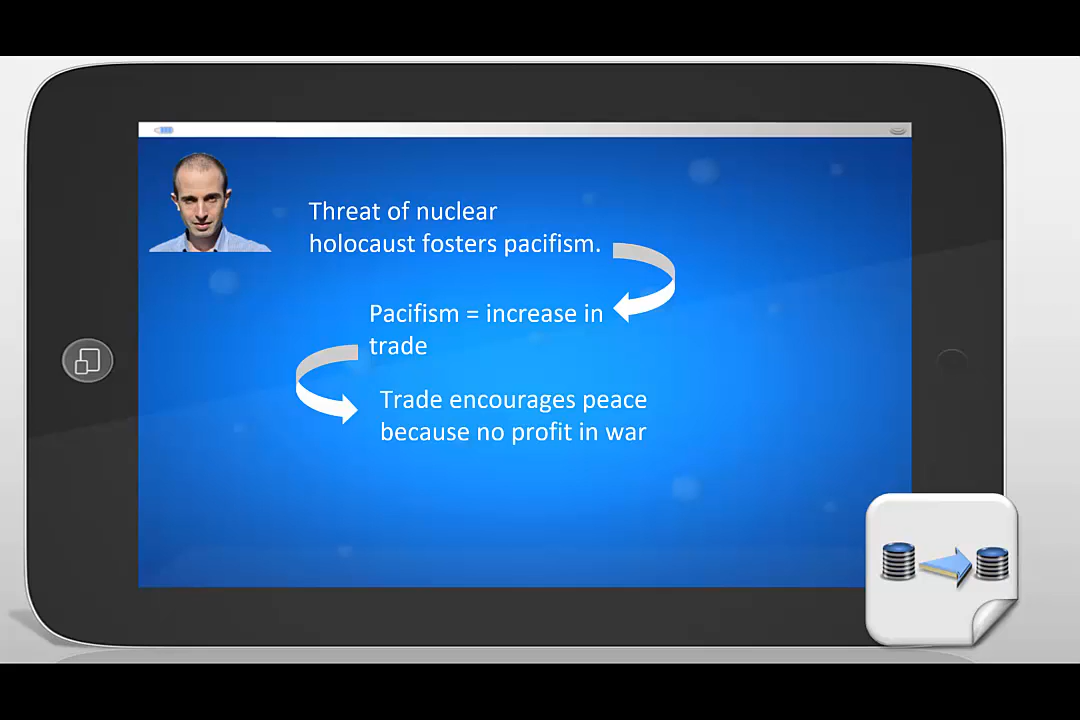 Threat of nuclear
holocaust fosters pacifism.
Pacifism = increase in
trade
Trade encourages peace
because no profit in war